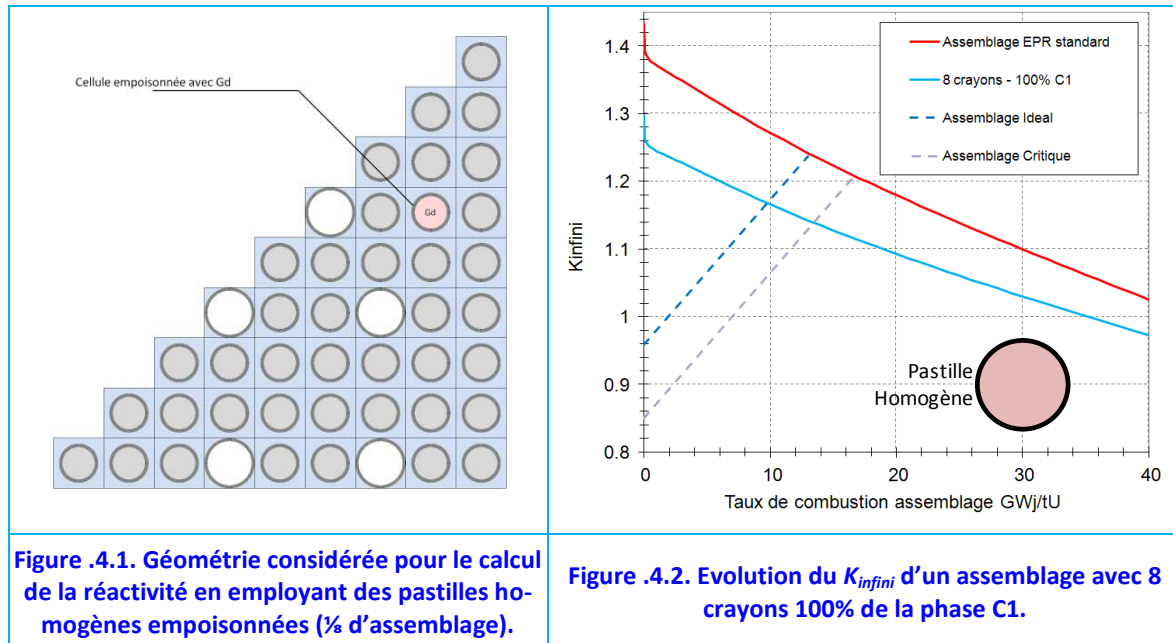 Cellule empoisonnée avec Gd
Gd
Kinfini
1.4
1.3
1.2
1.1
1
0.9
0.8
0
10
20
30
40
Taux de combustion assemblage GWj/tU
Assemblage EPR standard
8 crayons - 100% C1
Assemblage Ideal
Assemblage Critique
Pastille
Homogène
Figure .4.1. Géométrie considérée pour le calcul
de la réactivité en employant des pastilles ho-
mogènes empoisonnées (⅛ d’assemblage).
Figure .4.2. Evolution du Kinfini d’un assemblage avec 8
crayons 100% de la phase C1.